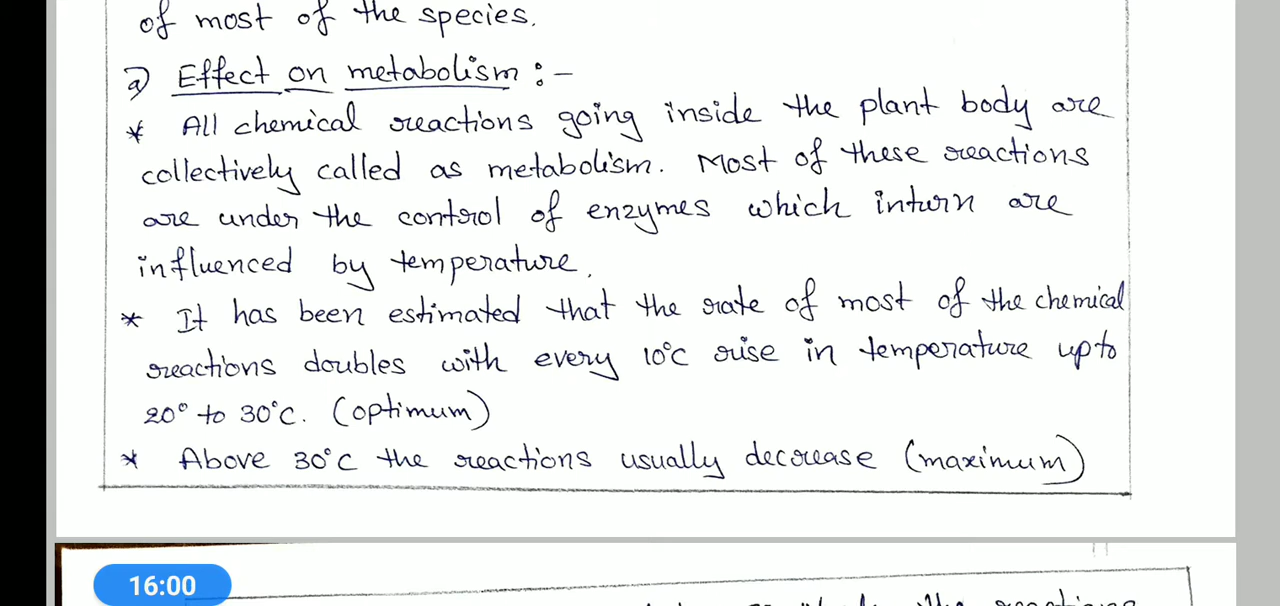 of most of the species.
a) Effect on metabolism :-
* All chemical reactions going inside the plant body are
collectively called as metabolism. Most of these reactions
are under the control of enzymes which inturn are
influenced by temperature.
* It has been estimated that the rate of most of the chemical
reactions doubles with every 10°C rise in temperature upto
20° to 30°C. (optimum)
* Above 30°C the reactions usually decrease (maximum)
16:00